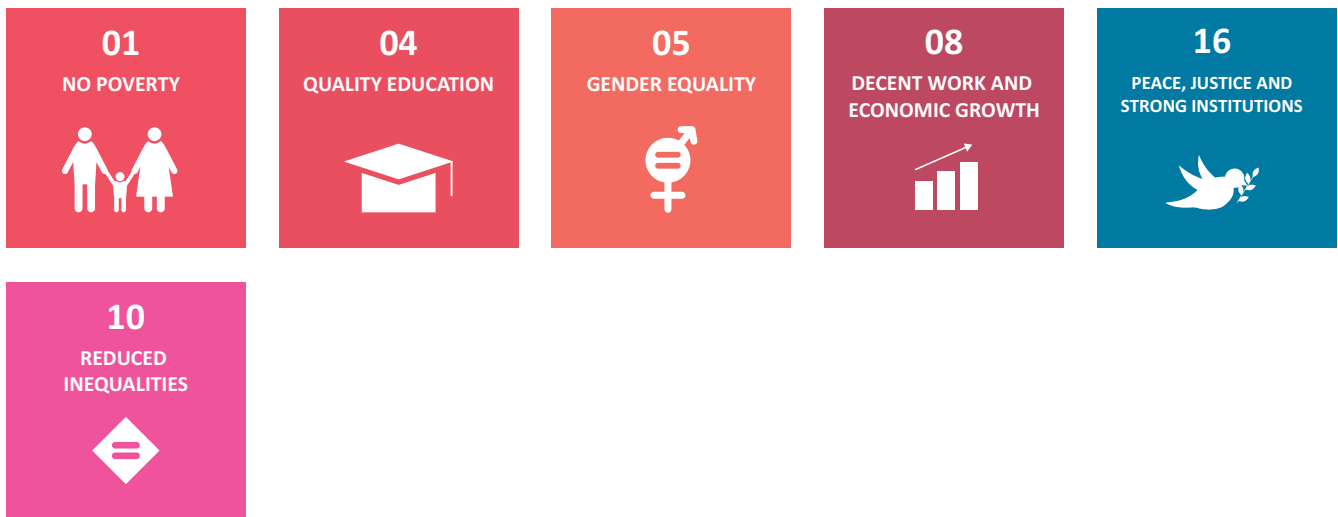 01
NO POVERTY
04
QUALITY EDUCATION
05
GENDER EQUALITY
08
DECENT WORK AND
ECONOMIC GROWTH
16
PEACE, JUSTICE AND
STRONG INSTITUTIONS
10
REDUCED
INEQUALITIES